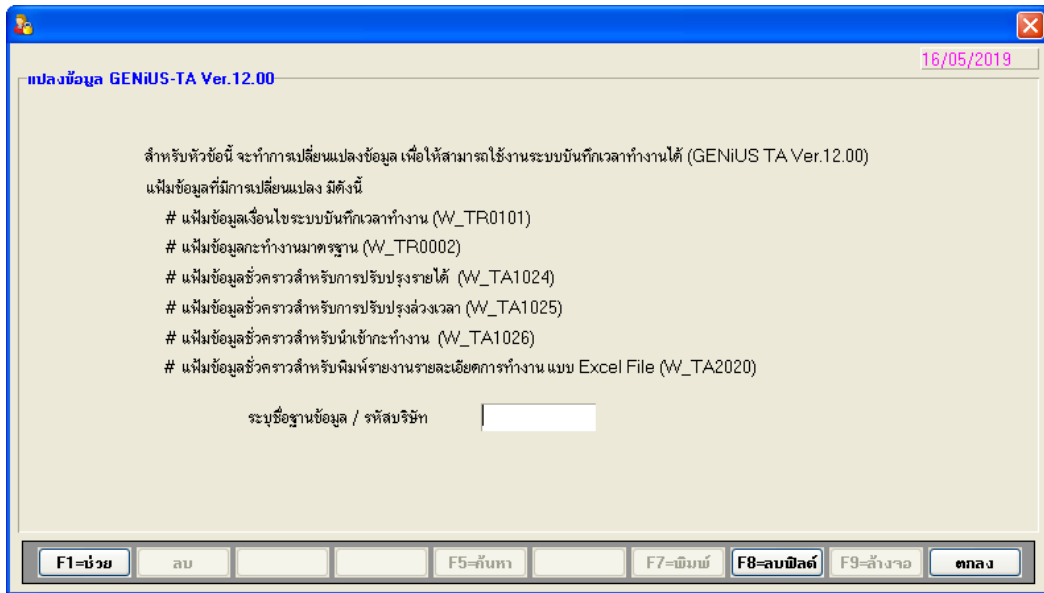 16/05/2019
แปลงข้อมูล GENiUS-TA Ver.12.00
สำหรับหัวข้อนี้ จะทำการเปลี่ยนแปลงข้อมูล เพื่อให้สามารถใช้งานระบบบันทึกเวลาทำงานได้ (GENiUS TA Ver.12.00)
แฟ้มข้อมูลที่มีการเปลี่ยนแปลง มีดังนี้
# แฟ้มข้อมูลเงื่อนไขระบบบันทึกเวลาทำงาน (W_TR0101)
# แฟ้มข้อมูลกะทำงานมาตรฐาน (W_TR0002)
# แฟ้มข้อมูลชั่วคราวสำหรับการปรับปรุงรายได้ (W_TA1024)
# แฟ้มข้อมูลชั่วคราวสำหรับการปรับปรุงล่วงเวลา (W_TA1025)
# แฟ้มข้อมูลชั่วคราวสำหรับนำเข้ากะทำงาน (W_TA1026)
# แฟ้มข้อมูลชั่วคราวสำหรับพิมพ์รายงานรายละเอียดการทำงาน แบบ Excel File (W_TA2020)
ระบุชื่อฐานข้อมูล / รหัสบริษัท
F1=ช่วย ลบ F5=ค้นหา F7=พิมพ์ F8=ลบฟิลด์ F9=ล้างจอ ตกลง